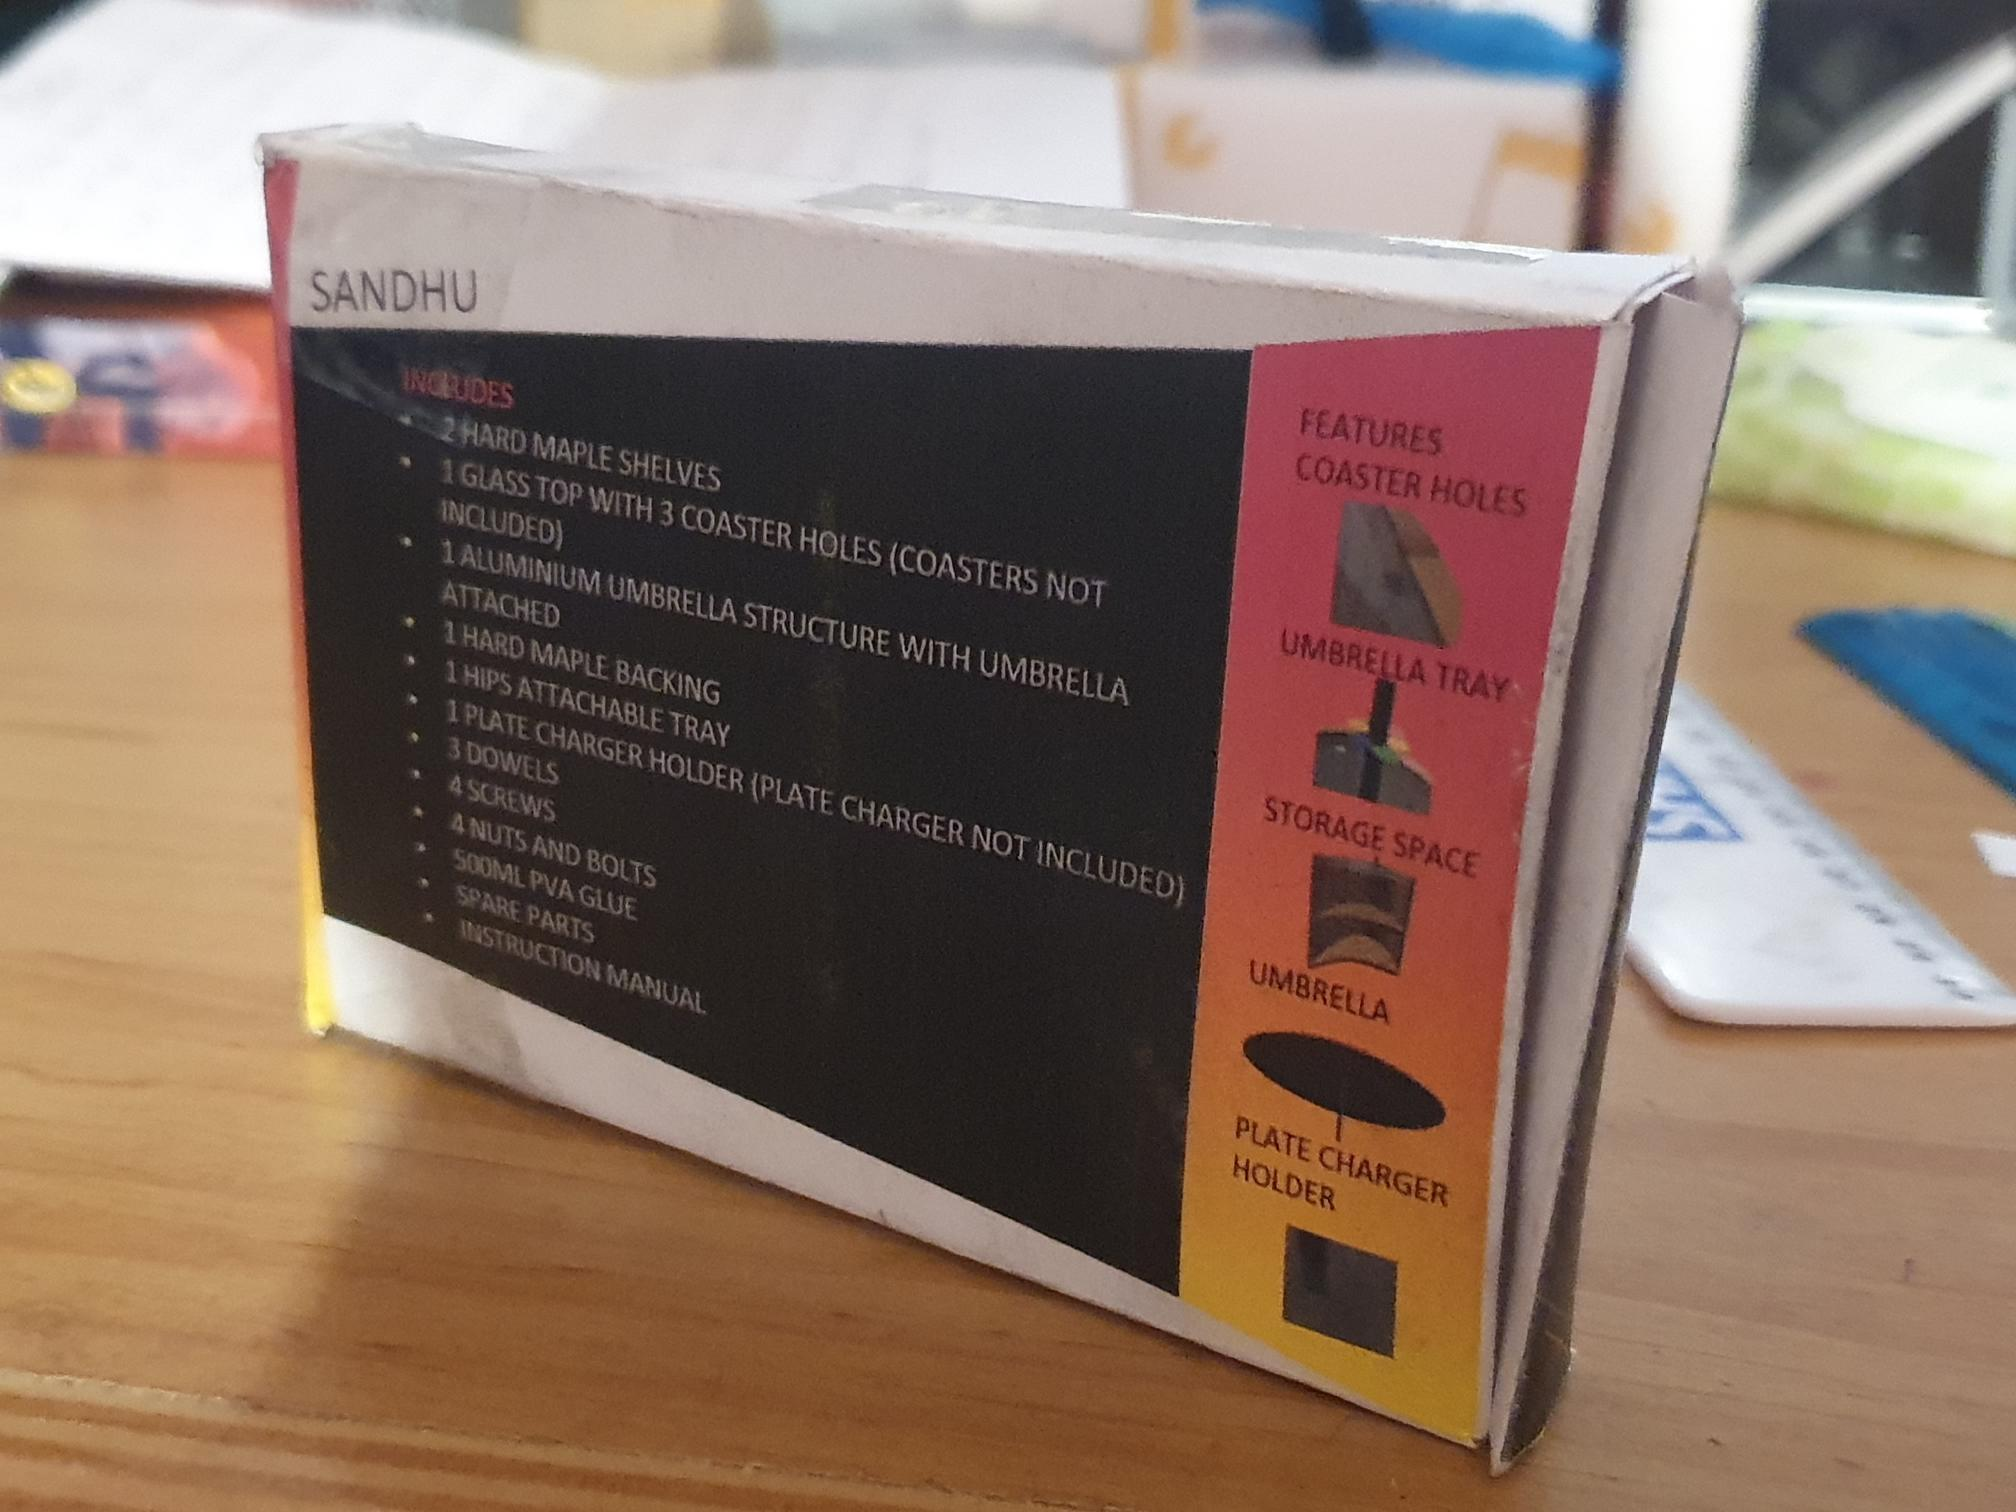 SANDHU
INCLUDES
• 2 HARD MAPLE SHELVES
• 1 GLASS TOP WITH 3 COASTER HOLES (COASTERS NOT
INCLUDED)
• 1 ALUMINIUM UMBRELLA STRUCTURE WITH UMBRELLA
ATTACHED
• 1 HARD MAPLE BACKING
• 1 HIPS ATTACHABLE TRAY
• 1 PLATE CHARGER HOLDER (PLATE CHARGER NOT INCLUDED)
• 3 DOWELS
• 4 SCREWS
• 4 NUTS AND BOLTS
• 500ML PVA GLUE
• SPARE PARTS
• INSTRUCTION MANUAL
FEATURES
COASTER HOLES
UMBRELLA TRAY
STORAGE SPACE
UMBRELLA
PLATE CHARGER
HOLDER